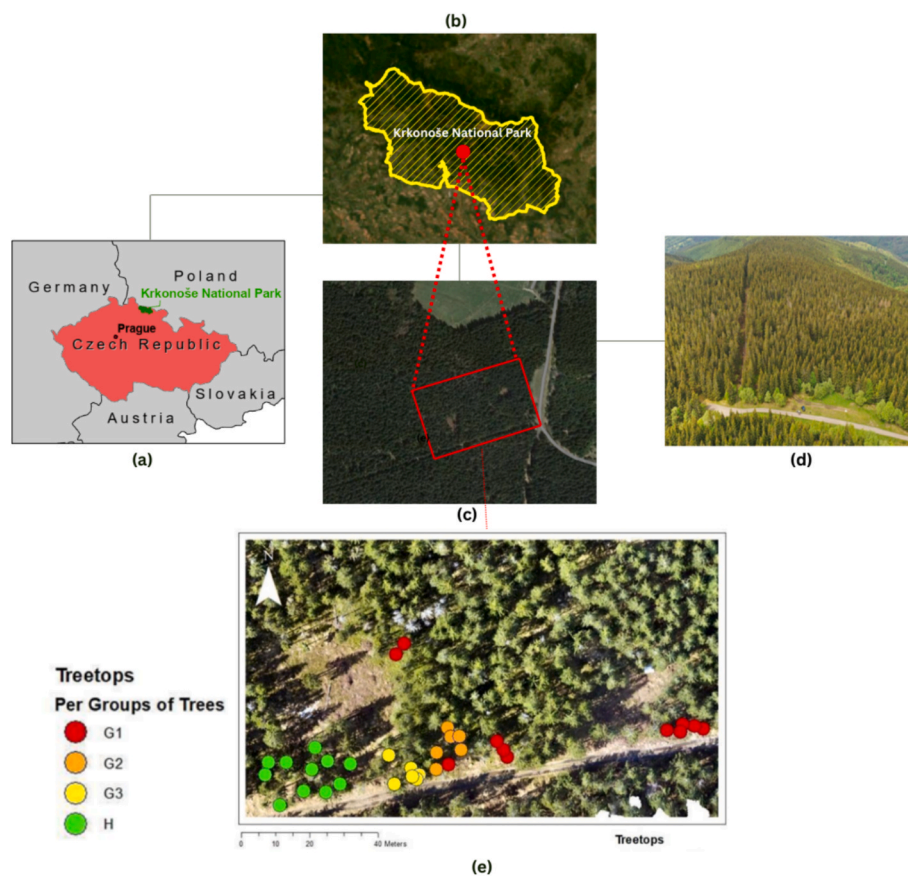 (b)
Krkonoše National Park
Germany
Poland
Krkonoše National Park
Prague
Czech Republic
Slovakia
Austria
(a)
(c)
(d)
N
Treetops
Per Groups of Trees
G1
G2
G3
H
0 10 20 40 Meters
Treetops
(e)